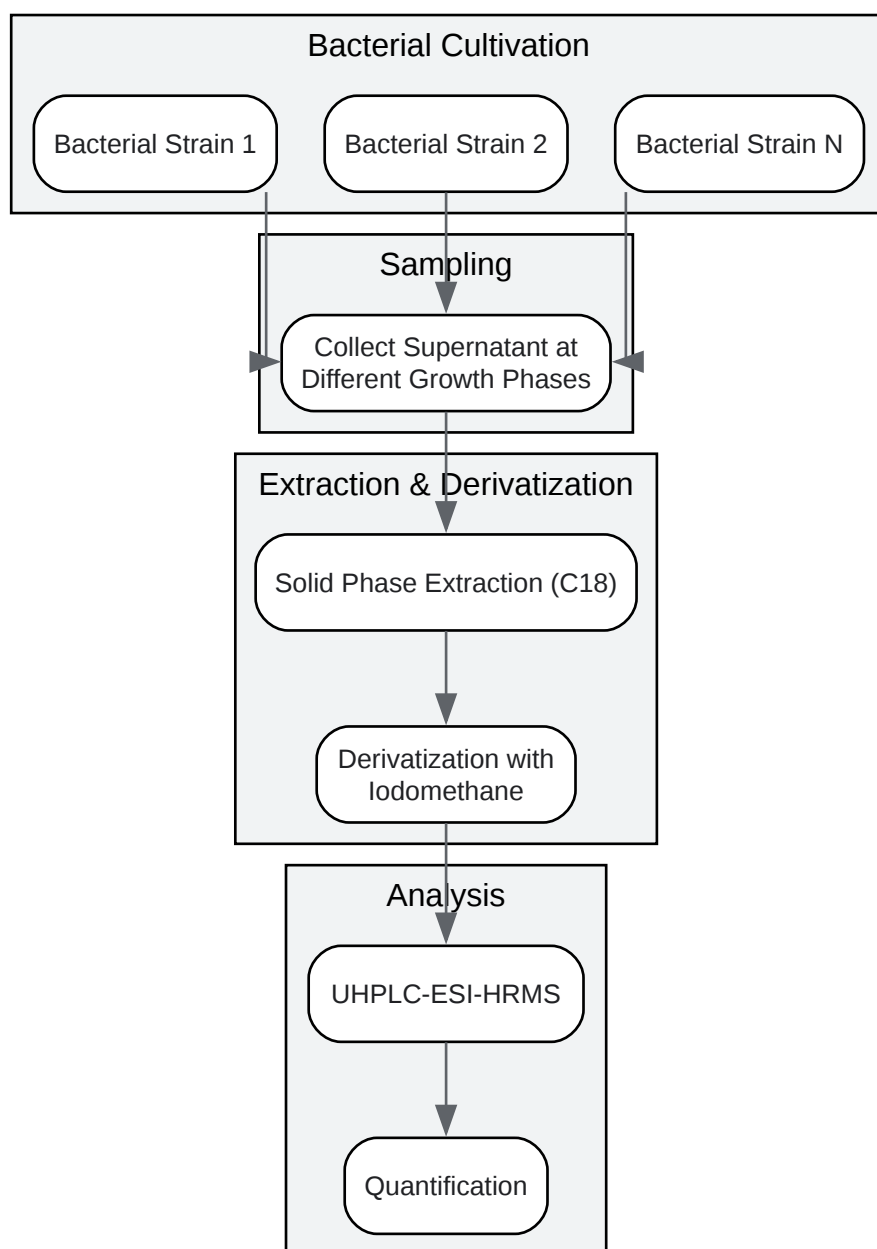 Bacterial Cultivation
Bacterial Strain 1
Bacterial Strain 2
Bacterial Strain N
Sampling
Collect Supernatant at
Different Growth Phases
Extraction & Derivatization
Solid Phase Extraction (C18)
Derivatization with
Iodomethane
Analysis
UHPLC-ESI-HRMS
Quantification